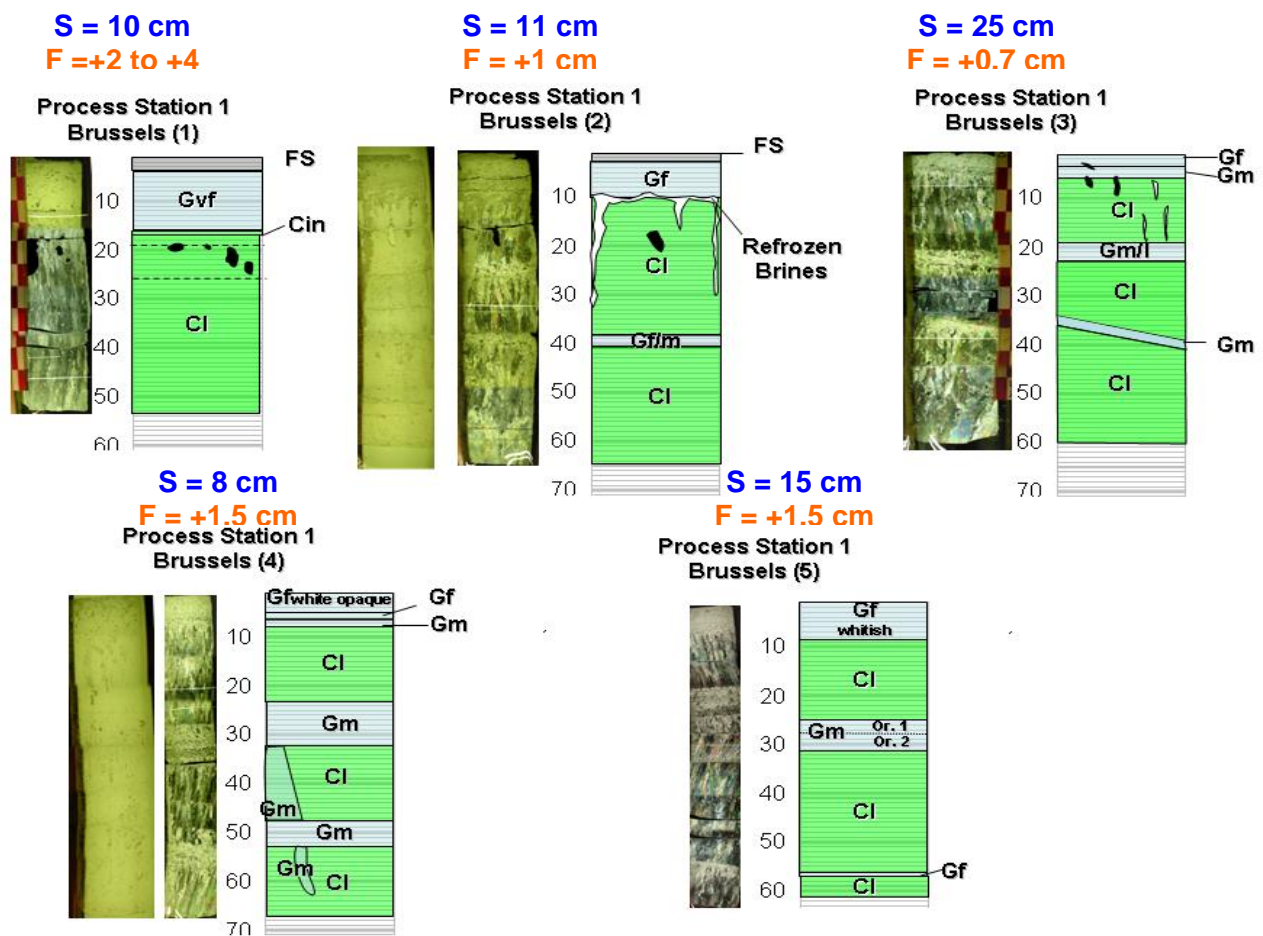 S = 10 cm
F =+2 to +4
Process Station 1
Brussels (1)
FS
Gvf
Cin
Cl
10
20
30
40
50
60
S = 11 cm
F = +1 cm
Process Station 1
Brussels (2)
FS
Gf
Refrozen
Brines
Cl
Gf/m
Cl
10
20
30
40
50
60
70
S = 25 cm
F = +0.7 cm
Process Station 1
Brussels (3)
Gf
Gm
Cl
Gm/l
Cl
Gm
Cl
10
20
30
40
50
60
70
S = 8 cm
F = +1.5 cm
Process Station 1
Brussels (4)
Gf white opaque
Gf
Gm
Cl
Gm
Cl
Gm
Gm
Gm
Cl
10
20
30
40
50
60
70
S = 15 cm
F = +1.5 cm
Process Station 1
Brussels (5)
Gf
whitish
Cl
Gm
Or. 1
Or. 2
Cl
Gf
Cl
10
20
30
40
50
60